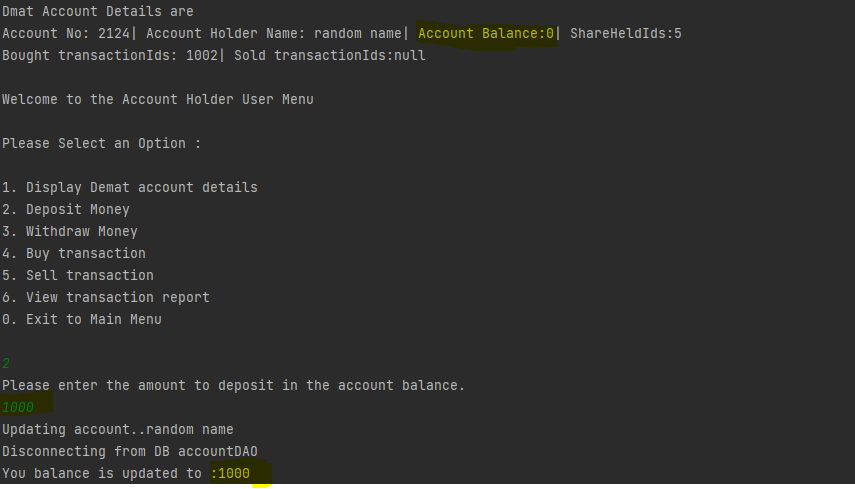 Dmat Account Details are
Account No: 2124| Account Holder Name: random name| Account Balance:0| ShareHeldIds:5
Bought transactionIds: 1002| Sold transactionIds:null
Welcome to the Account Holder User Menu
Please Select an Option :
1. Display Demat account details
2. Deposit Money
3. Withdraw Money
4. Buy transaction
5. Sell transaction
6. View transaction report
0. Exit to Main Menu
2
Please enter the amount to deposit in the account balance.
1000
Updating account..random name
Disconnecting from DB accountDAO
You balance is updated to :1000